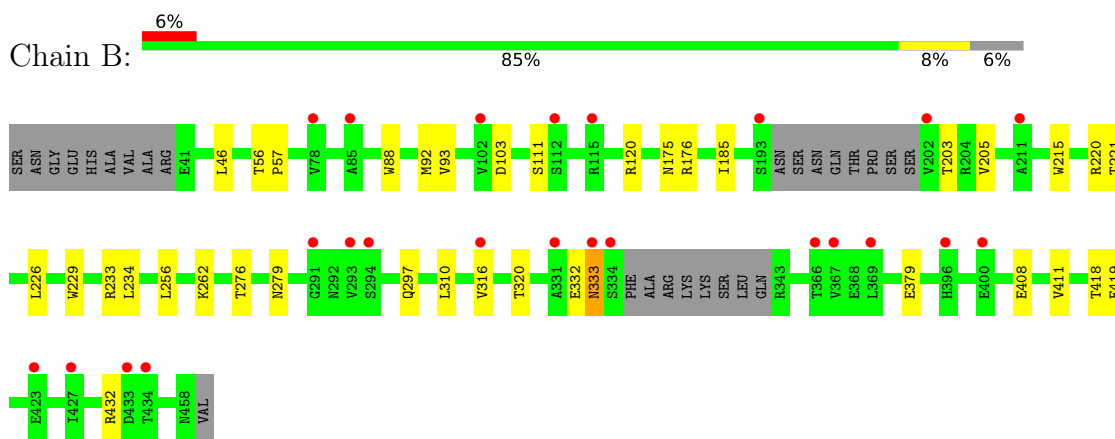 6%
Chain B:
85% 8% 6%
SER ASN GLY GLU HIS ALA VAL ALA ARG E41 L46 T56 P57 V78 A85 W88 M92 V93 V102 D103 S111 S112 R115 R120 N175 R176 I185 S193 ASN SER ASN GLN THR PRO SER SER V202 T203 R204 V205 A211 W215 R220 T221
L226 W229 R233 L234 L256 K262 T276 N279 G291 N292 V293 S294 Q297 L310 V316 T320 A331 E332 N333 S334 PHE ALA ARG LYS LYS SER LEU GLN R343 T366 V367 E368 L369 E379 H396 E400 E408 V411 T418 E419
E423 I427 R432 D433 T434 N458 VAL